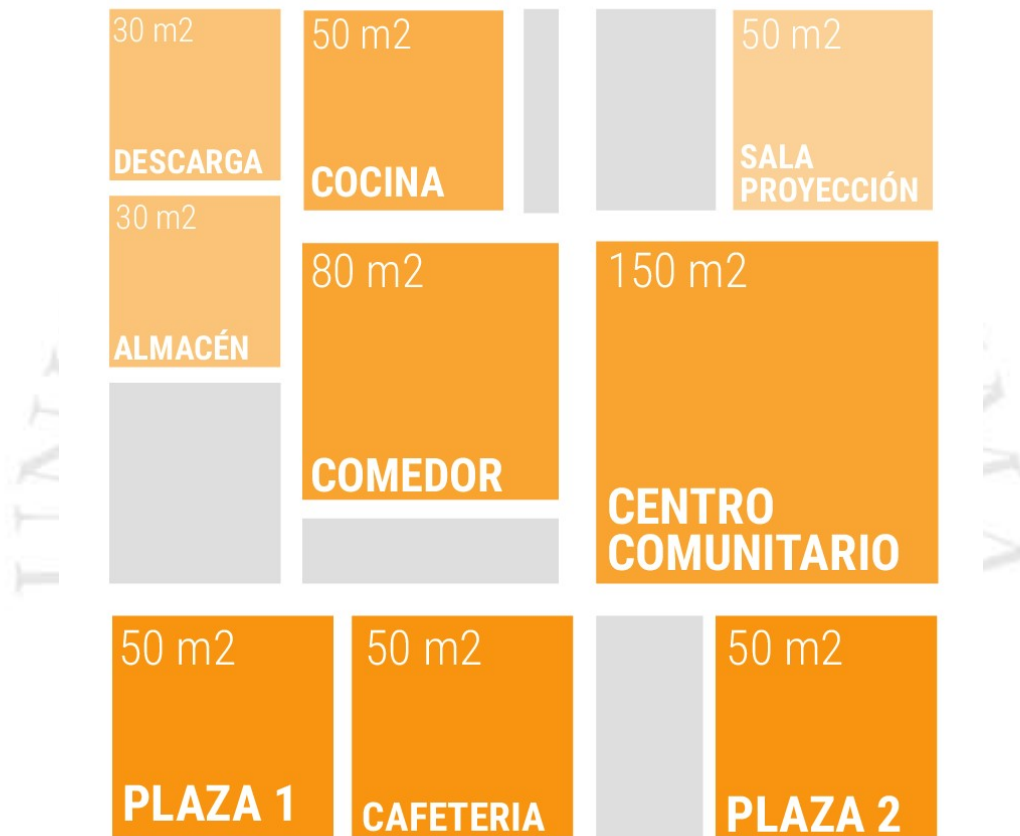 30 m2
DESCARGA
50 m2
COCINA
50 m2
SALA
PROYECCIÓN
30 m2
ALMACÉN
80 m2
COMEDOR
150 m2
CENTRO
COMUNITARIO
50 m2
PLAZA 1
50 m2
CAFETERIA
50 m2
PLAZA 2